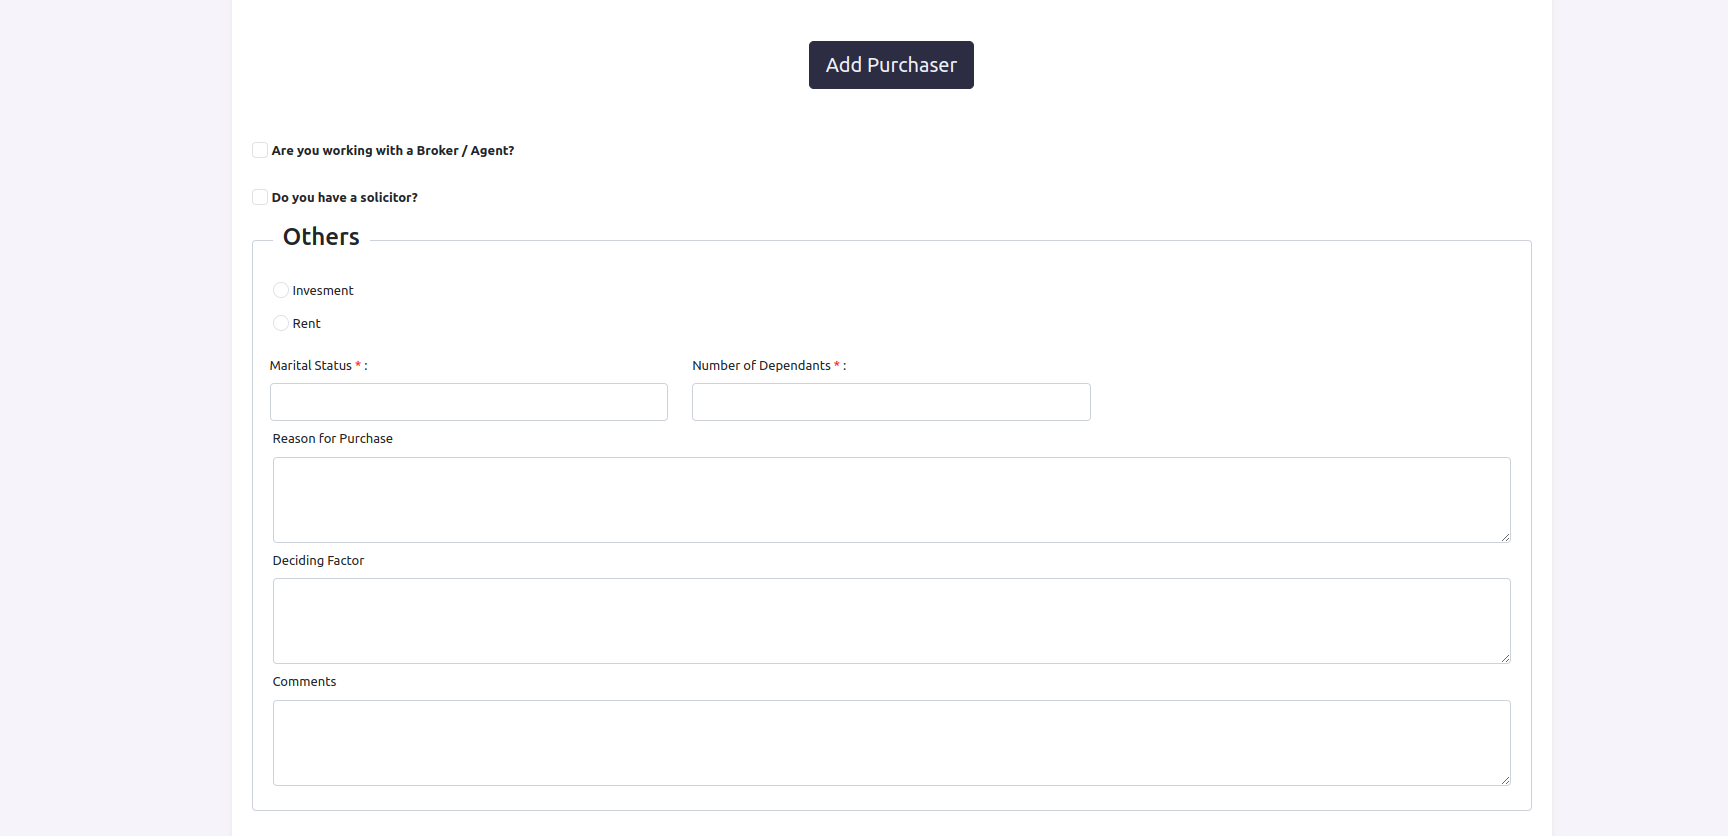 Add Purchaser
Are you working with a Broker / Agent?
Do you have a solicitor?
Others
Invesment
Rent
Marital Status * :
Number of Dependants * :
Reason for Purchase
Deciding Factor
Comments